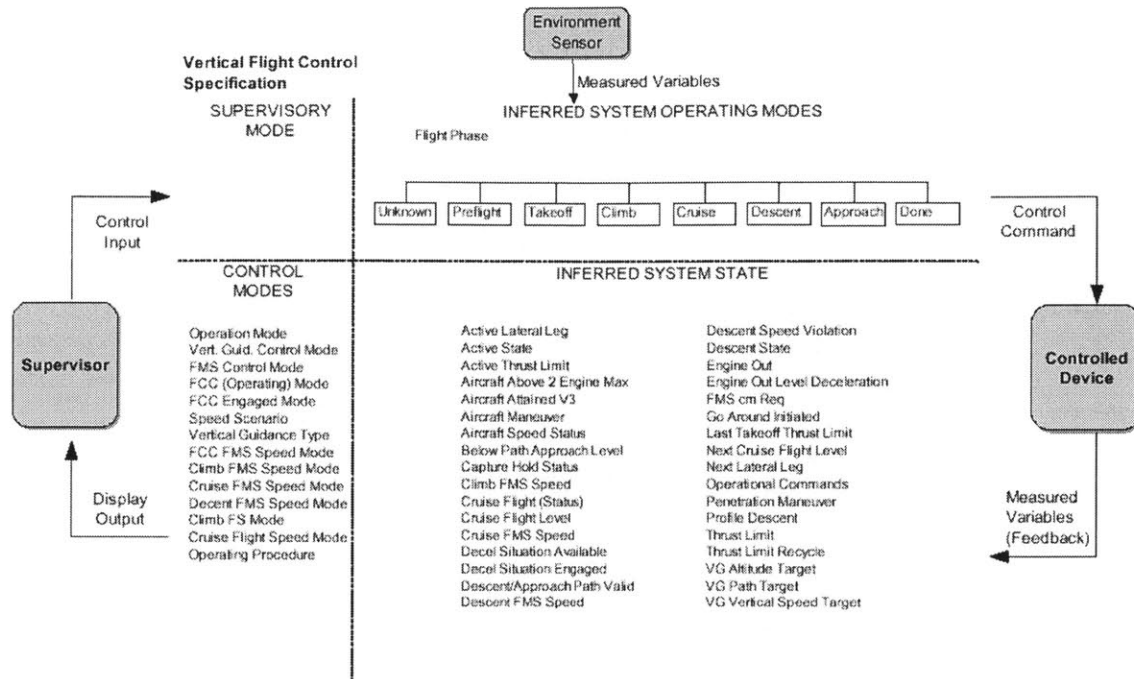 Environment
Sensor
Vertical Flight Control
Specification
Measured Variables
SUPERVISORY
MODE
INFERRED SYSTEM OPERATING MODES
Flight Phase
Unknown
Preflight
Takeoff
Climb
Cruise
Descent
Approach
Done
Control
Input
Control
Command
CONTROL
MODES
INFERRED SYSTEM STATE
Supervisor
Operation Mode
Vert. Guid. Control Mode
FMS Control Mode
FCC (Operating) Mode
FCC Engaged Mode
Speed Scenario
Vertical Guidance Type
FCC FMS Speed Mode
Climb FMS Speed Mode
Cruise FMS Speed Mode
Decent FMS Speed Mode
Climb FS Mode
Cruise Flight Speed Mode
Operating Procedure
Active Lateral Leg
Active State
Active Thrust Limit
Aircraft Above 2 Engine Max
Aircraft Attained V3
Aircraft Maneuver
Aircraft Speed Status
Below Path Approach Level
Capture Hold Status
Climb FMS Speed
Cruise Flight (Status)
Cruise Flight Level
Cruise FMS Speed
Decel Situation Available
Decel Situation Engaged
Descent/Approach Path Valid
Descent FMS Speed
Descent Speed Violation
Descent State
Engine Out
Engine Out Level Deceleration
FMS cm Req
Go Around Initiated
Last Takeoff Thrust Limit
Next Cruise Flight Level
Next Lateral Leg
Operational Commands
Penetration Maneuver
Profile Descent
Thrust Limit
Thrust Limit Recycle
VG Altitude Target
VG Path Target
VG Vertical Speed Target
Controlled
Device
Display
Output
Measured
Variables
(Feedback)